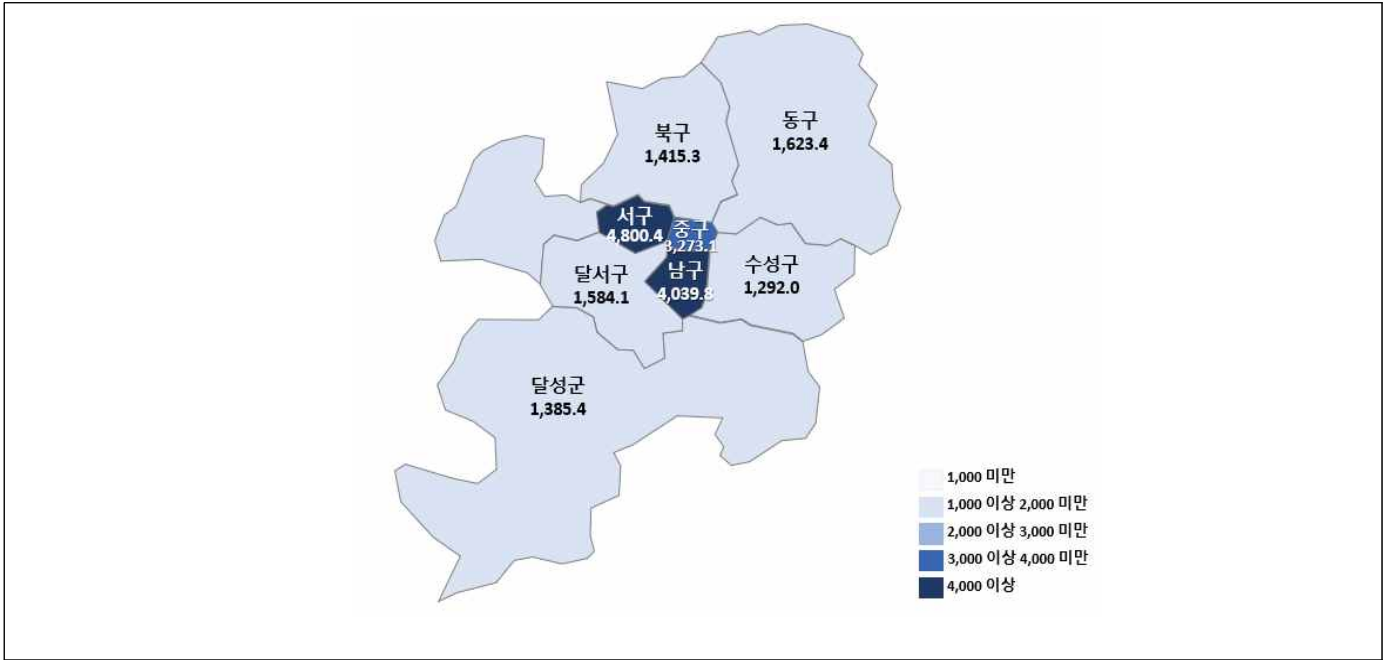 동구
1,623.4
북구
1,415.3
서구
4,800.4
중구
3,273.1
남구
4,039.8
수성구
1,292.0
달서구
1,584.1
달성군
1,385.4
1,000 미만
1,000 이상 2,000 미만
2,000 이상 3,000 미만
3,000 이상 4,000 미만
4,000 이상